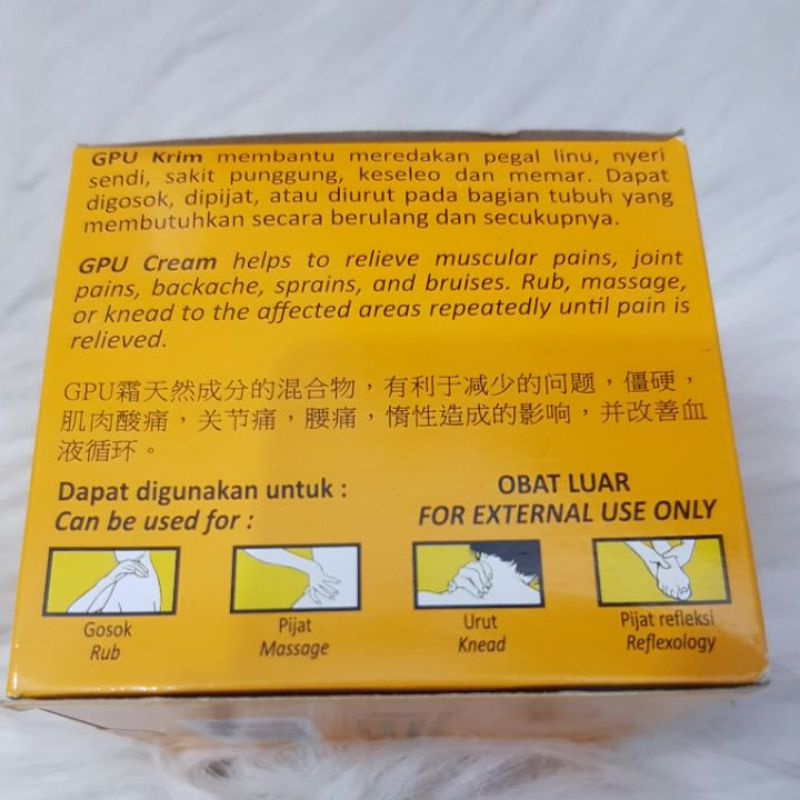 GPU Krim membantu meredakan pegal linu, nyeri
sendi, sakit punggung, keseleo dan memar. Dapat
digosok, dipijat, atau diurut pada bagian tubuh yang
membutuhkan secara berulang dan secukupnya.
GPU Cream helps to relieve muscular pains, joint
pains, backache, sprains, and bruises. Rub, massage,
or knead to the affected areas repeatedly until pain is
relieved.
GPU霜天然成分的混合物，有利于减少的问题，僵硬，
肌肉酸痛，关节痛，腰痛，惰性造成的影响，并改善血
液循环。
Dapat digunakan untuk :
Can be used for :
OBAT LUAR
FOR EXTERNAL USE ONLY
Gosok
Rub
Pijat
Massage
Urut
Knead
Pijat refleksi
Reflexology